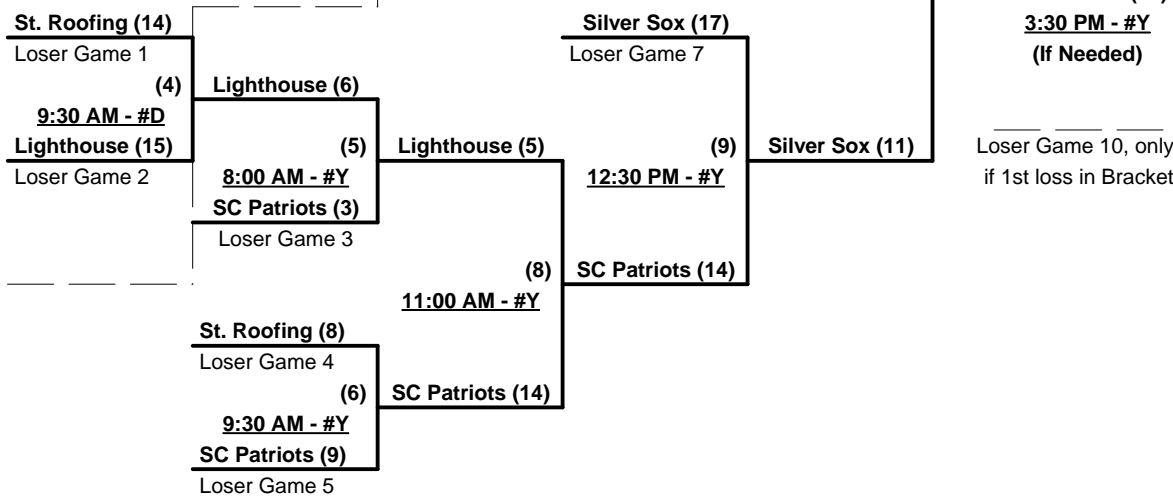 St. Roofing (14)
Loser Game 1
(4)
9:30 AM - #D
Lighthouse (15)
Loser Game 2
Lighthouse (6)
(5)
8:00 AM - #Y
SC Patriots (3)
Loser Game 3
St. Roofing (8)
Loser Game 4
(6)
9:30 AM - #Y
SC Patriots (9)
Loser Game 5
Lighthouse (5)
(8)
11:00 AM - #Y
SC Patriots (14)
Silver Sox (17)
Loser Game 7
(9)
12:30 PM - #Y
SC Patriots (14)
Silver Sox (11)
3:30 PM - #Y
(If Needed)
Loser Game 10, only
if 1st loss in Bracket